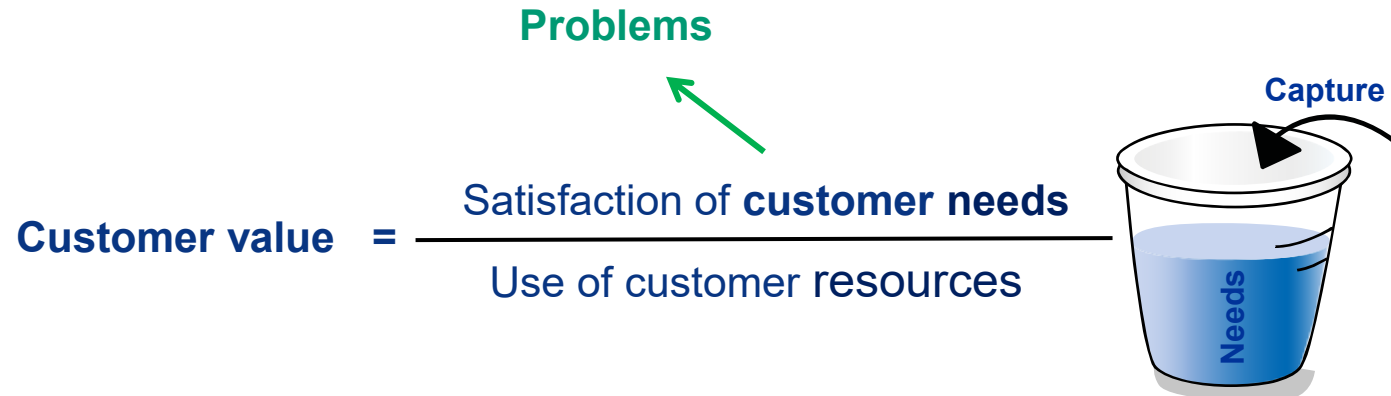 Problems
Capture
Satisfaction of customer needs
Customer value =
Use of customer resources
Needs